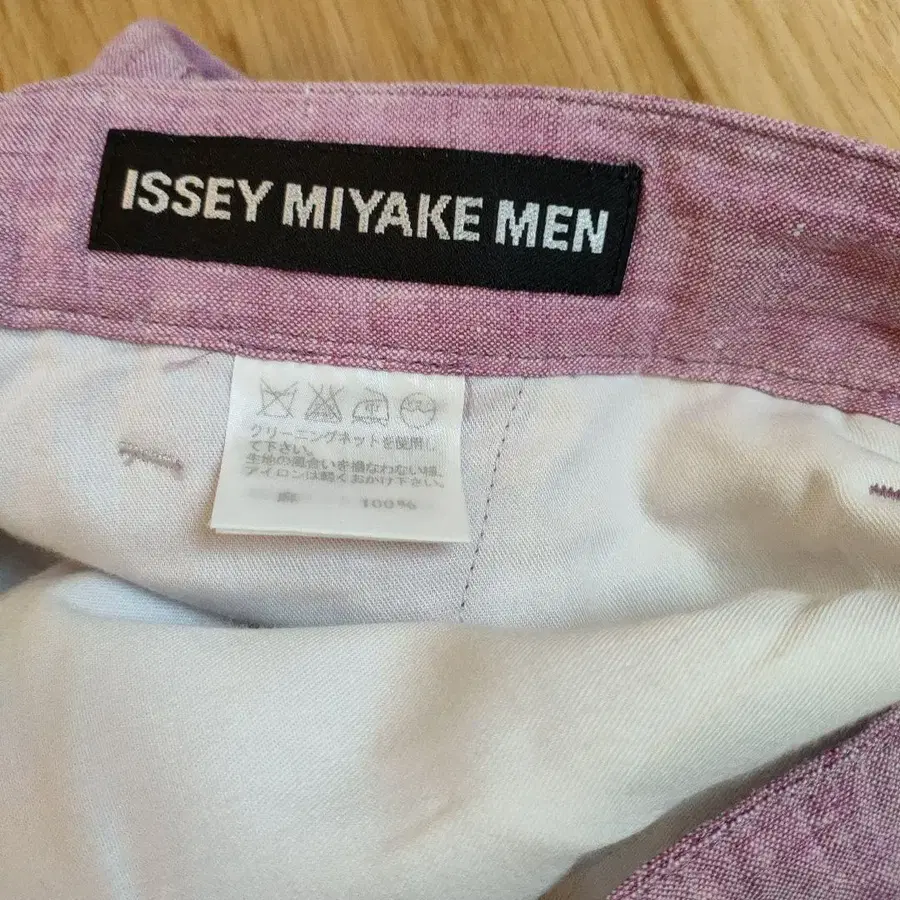 ISSEY MIYAKE MEN
クリーニングネットを使用し
て下さい。
生地の風合いを損なわない様、
アイロンは軽くおかけ下さい。
麻 100%